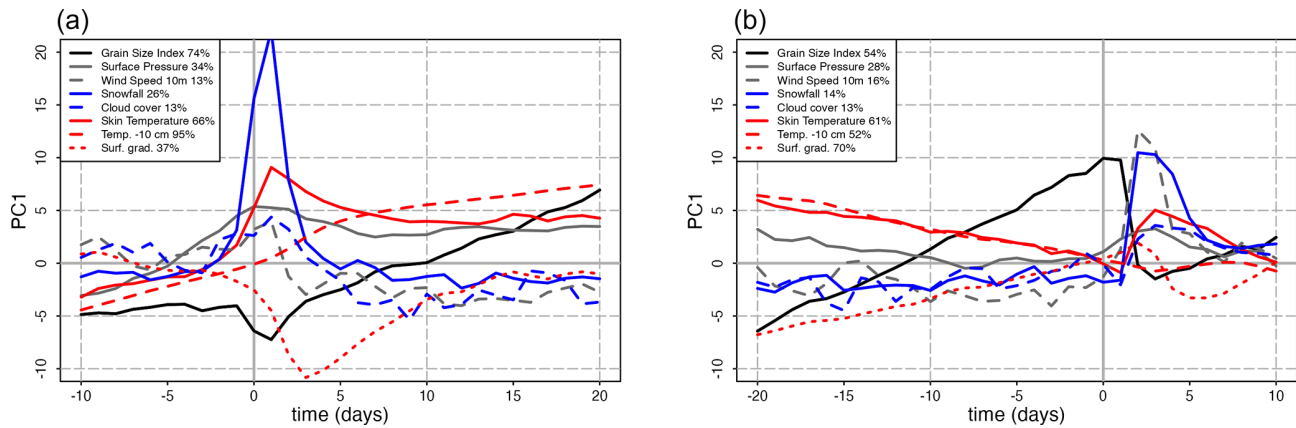 (a)
20
15
10
5
0
-5
-10
PC1
Grain Size Index 74%
Surface Pressure 34%
Wind Speed 10m 13%
Snowfall 26%
Cloud cover 13%
Skin Temperature 66%
Temp. -10 cm 95%
Surf. grad. 37%
-10 -5 0 5 10 15 20
time (days)
(b)
20
15
10
5
0
-5
-10
PC1
Grain Size Index 54%
Surface Pressure 28%
Wind Speed 10m 16%
Snowfall 14%
Cloud cover 13%
Skin Temperature 61%
Temp. -10 cm 52%
Surf. grad. 70%
-20 -15 -10 -5 0 5 10
time (days)